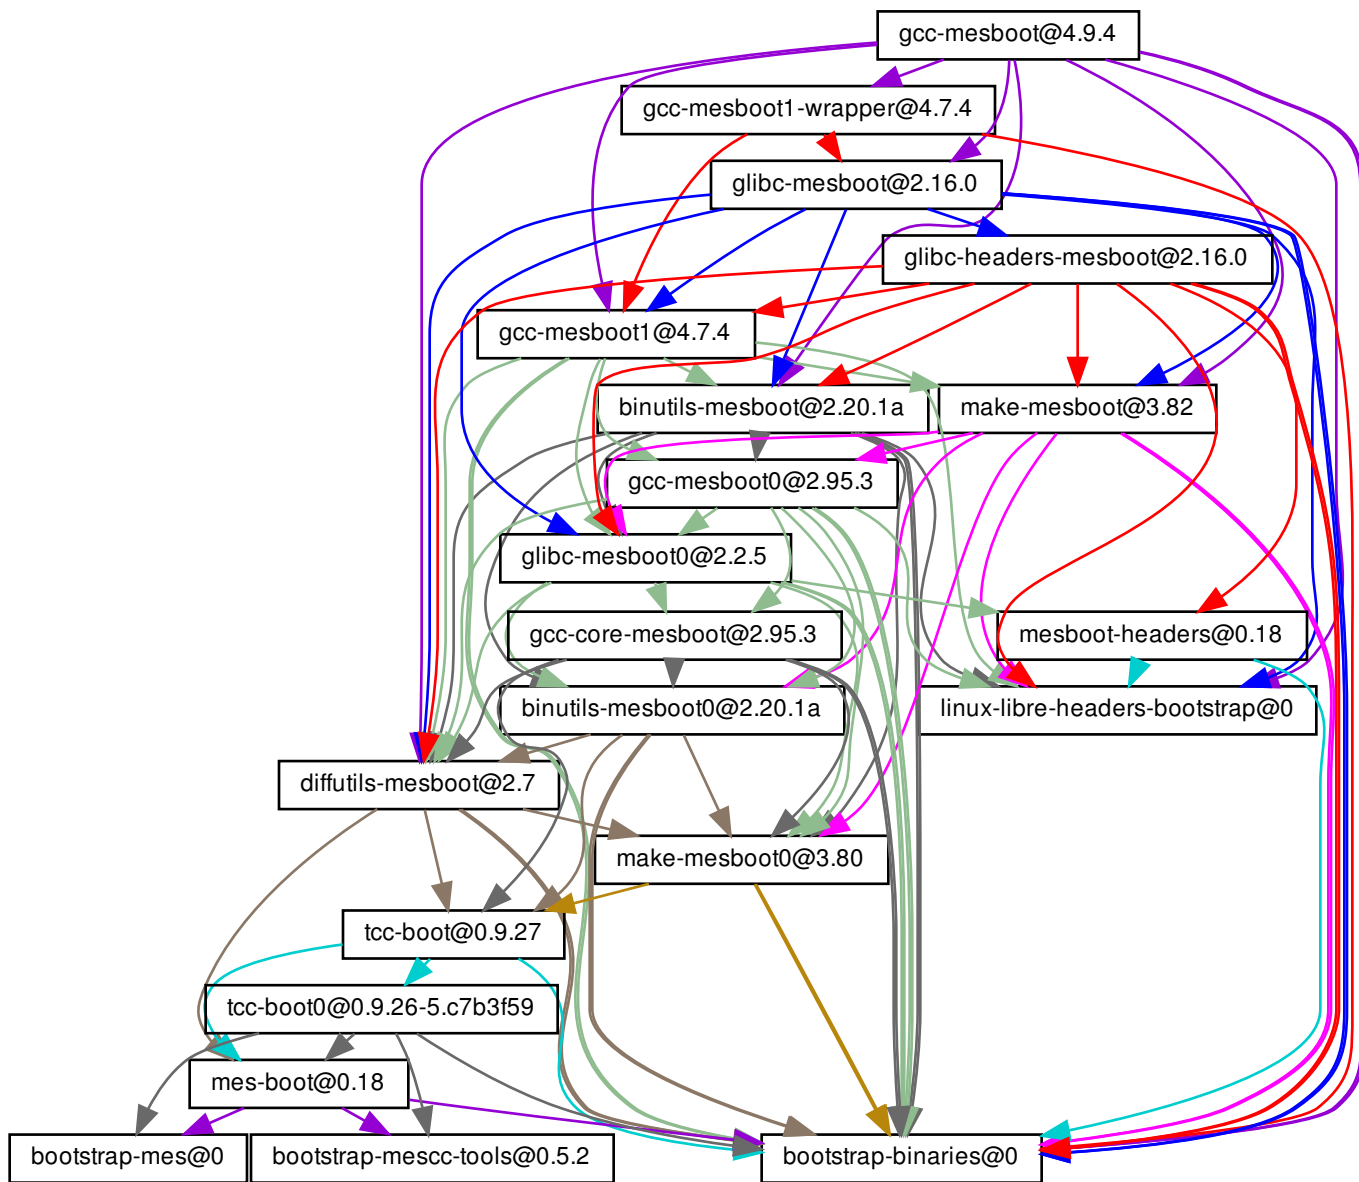 gcc-mesboot@4.9.4
gcc-mesboot1-wrapper@4.7.4
glibc-mesboot@2.16.0
glibc-headers-mesboot@2.16.0
gcc-mesboot1@4.7.4
binutils-mesboot@2.20.1a
make-mesboot@3.82
gcc-mesboot0@2.95.3
glibc-mesboot0@2.2.5
gcc-core-mesboot@2.95.3
mesboot-headers@0.18
binutils-mesboot0@2.20.1a
linux-libre-headers-bootstrap@0
diffutils-mesboot@2.7
make-mesboot0@3.80
tcc-boot@0.9.27
tcc-boot0@0.9.26-5.c7b3f59
mes-boot@0.18
bootstrap-mes@0
bootstrap-mescc-tools@0.5.2
bootstrap-binaries@0